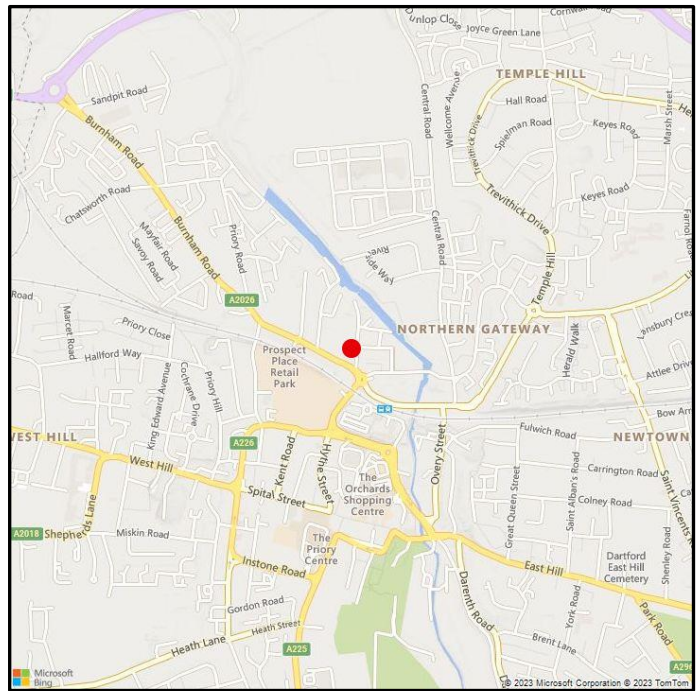 Dunlop Close
Cornwall Road
Joyce Green Lane
TEMPLE HILL
Sandpit Road
Central Road
Wellcome Avenue
Hall Road
Marsh Street
Burnham Road
Trevithick Drive
Spielman Road
Keyes Road
Chatsworth Road
Keyes Road
Trevithick Drive
Mayfair Road
Savoy Road
Burnham Road
Priory Road
Central Road
River
side Way
Temple Hill
Road
A2026
Marcet Road
Priory Close
NORTHERN GATEWAY
Herald Walk
Hallford Way
Prospect
Place
Retail
Park
King Edward Avenue
Cochrane Drive
Priory Hill
Attlee Drive
WEST HILL
A226
Fulwich Road
NEWTOWN
West Hill
Kent Road
Hythe Street
Overy Street
Carrington Road
Spital Street
The
Orchards
Shopping
Centre
Great Queen Street
Saint Alban's Road
Colney Road
Saint Vincents
A2018
Shepherds Lane
Miskin Road
The
Priory
Centre
Instone Road
East Hill
Dartford
East Hill
Cemetery
Shenley Road
Gordon Road
Darenth Road
York Road
Park Road
Heath Lane
Heath Street
A225
Brent Lane
Microsoft
Bing
© 2023 Microsoft Corporation © 2023 TomTom